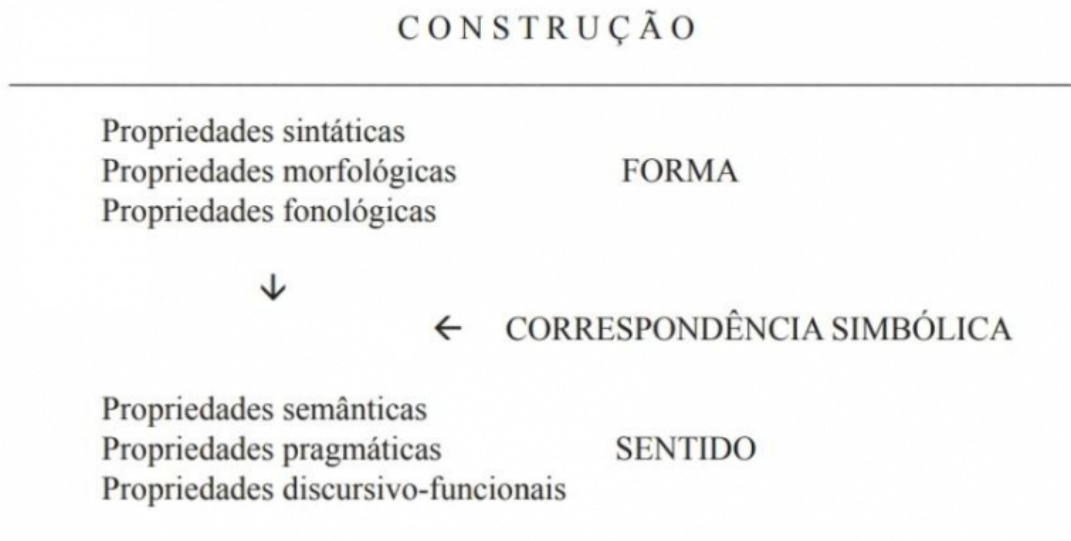 CONSTRUÇÃO
Propriedades sintáticas
Propriedades morfológicas FORMA
Propriedades fonológicas
↓
← CORRESPONDÊNCIA SIMBÓLICA
Propriedades semânticas
Propriedades pragmáticas SENTIDO
Propriedades discursivo-funcionais